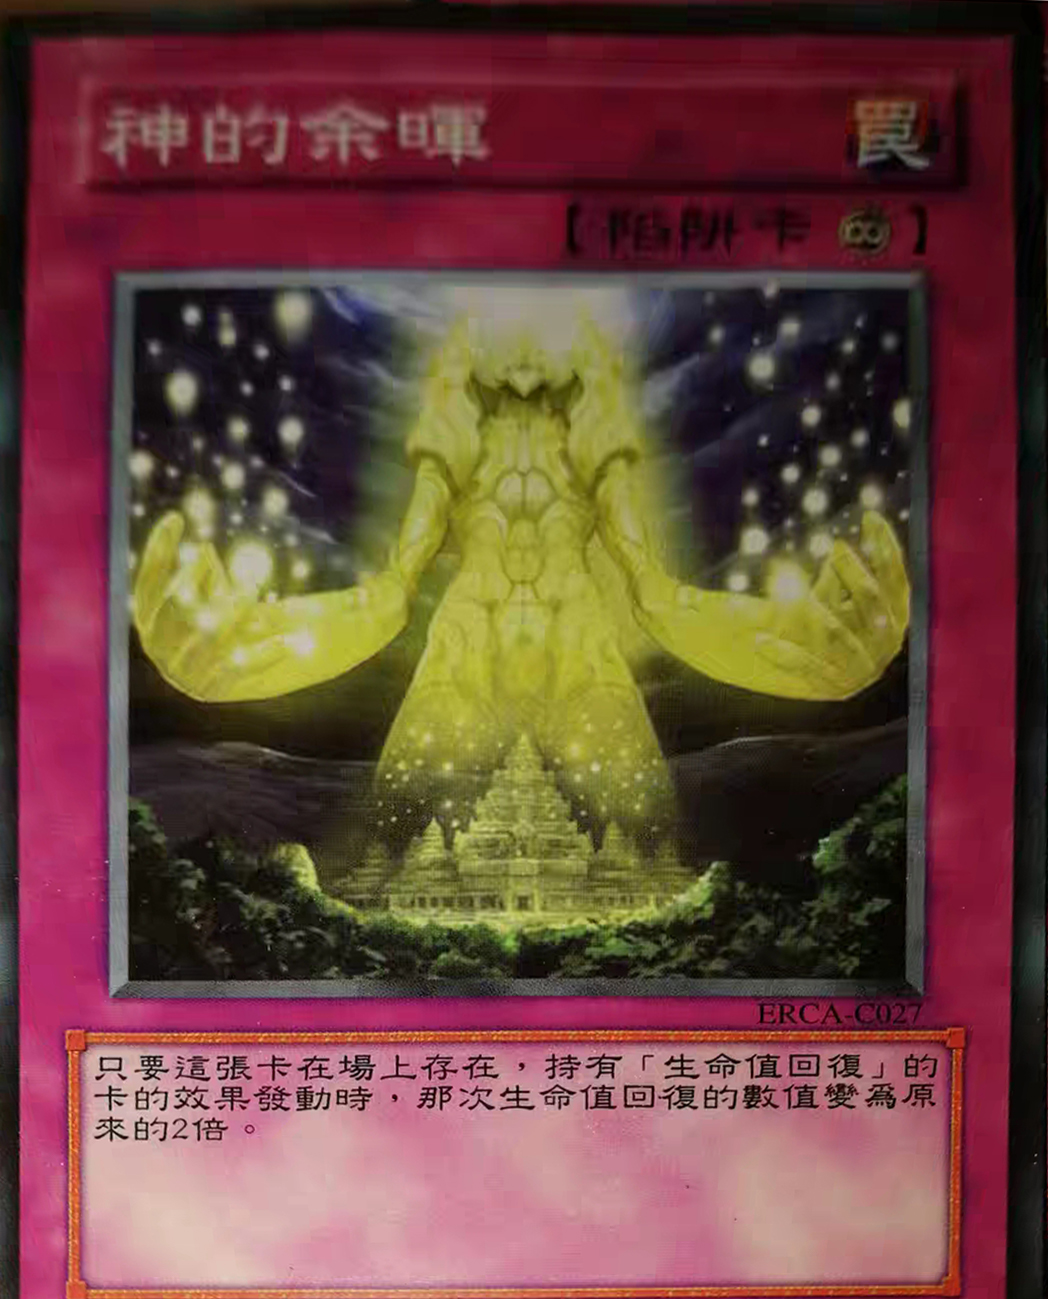 神的余暉 罠
【陷阱卡 ∞】
ERCA-C027
只要這張卡在場上存在，持有「生命值回復」的
卡的效果發動時，那次生命值回復的數值變爲原
來的2倍。